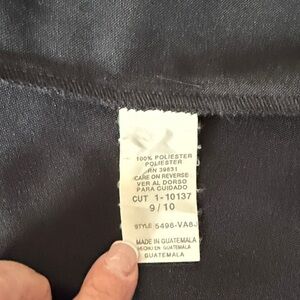 100% POLIESTER
POLIESTER
RN 39831
CARE ON REVERSE
VER AL DORSO
PARA CUIDADO
CUT 1-10137
9/10
STYLE 5498-VA8
MADE IN GUATEMALA
HECHO EN GUATEMALA
GUATEMALA